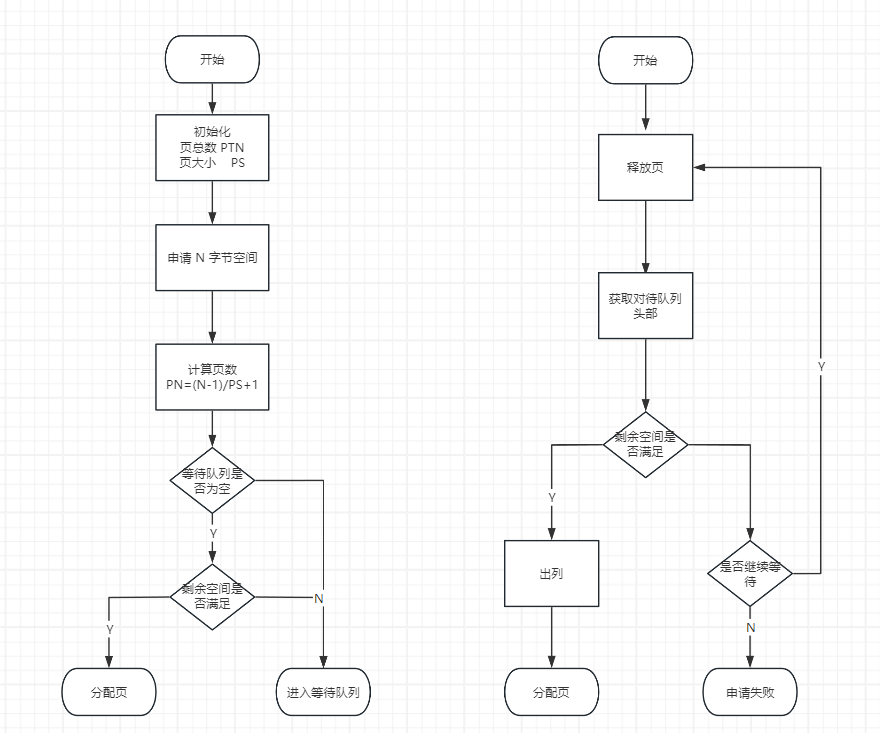 开始
初始化
页总数 PTN
页大小 PS
申请 N 字节空间
计算页数
PN=(N-1)/PS+1
等待队列是
否为空
Y
剩余空间是
否满足
N
Y
分配页
进入等待队列
开始
释放页
获取对待队列
头部
Y
剩余空间是
否满足
Y
出列
是否继续等
待
N
分配页
申请失败